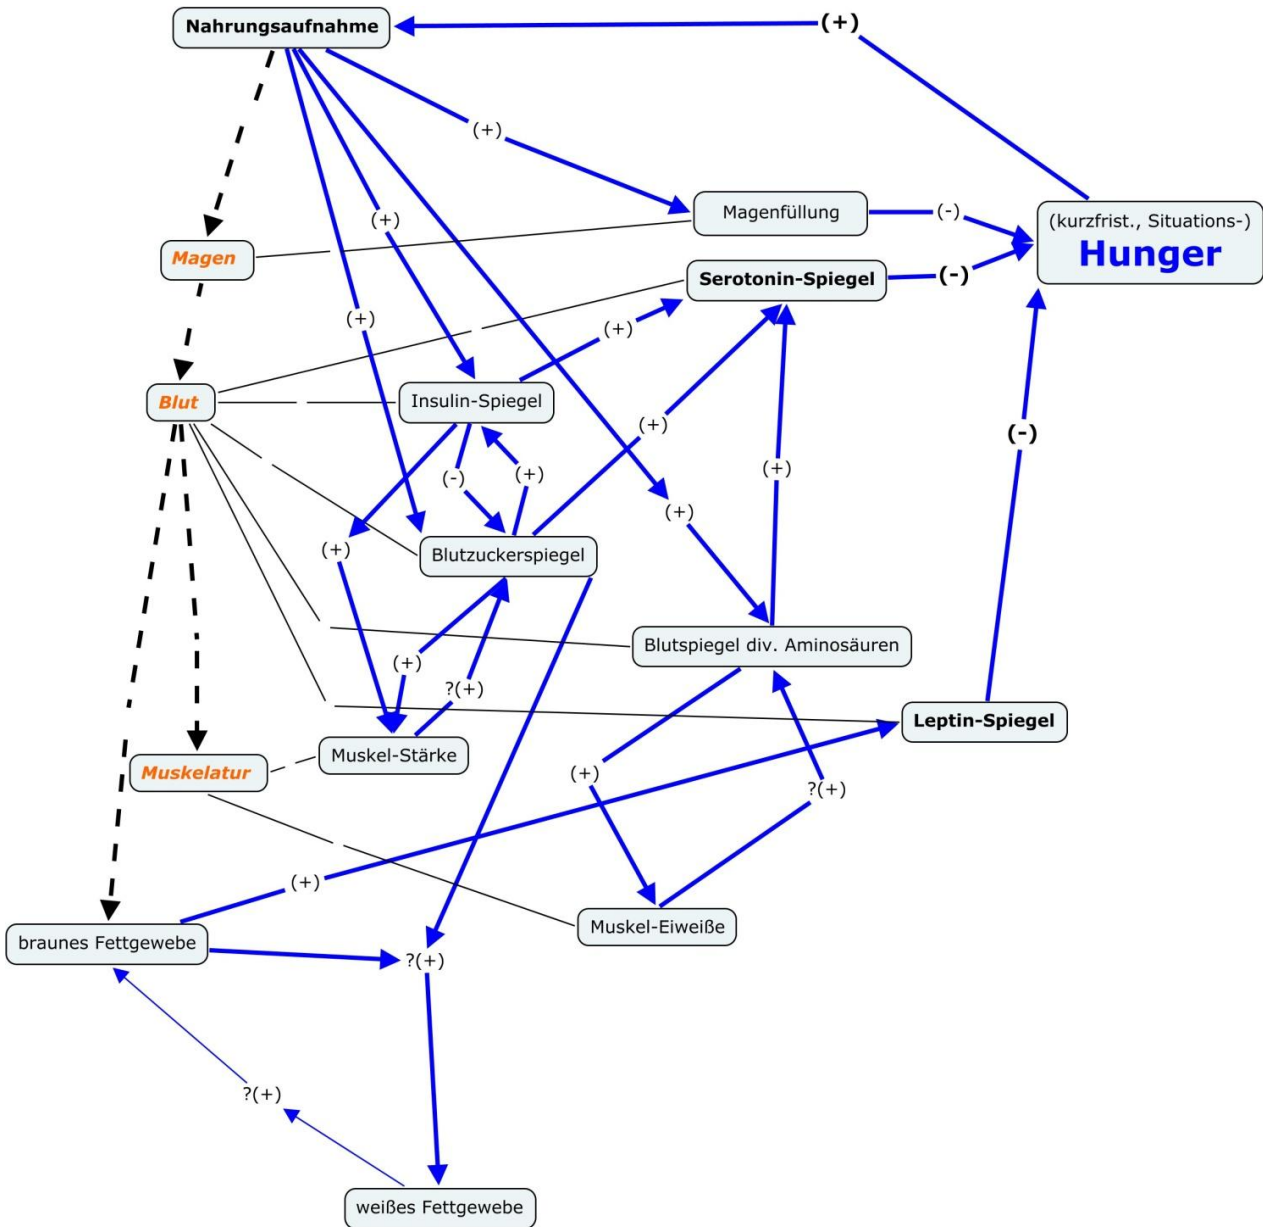 (+)
Nahrungsaufnahme
(+)
(+)
Magenfüllung
(-)
(kurzfrist., Situations-)
Hunger
Magen
Serotonin-Spiegel
(-)
(+)
(+)
Blut
Insulin-Spiegel
(+)
(-)
(-)
(+)
(+)
(+)
(+)
Blutzuckerspiegel
Blutspiegel div. Aminosäuren
(+)
?(+)
Leptin-Spiegel
Muskelatur
Muskel-Stärke
(+)
?(+)
(+)
braunes Fettgewebe
Muskel-Eiweiße
?(+)
?(+)
weißes Fettgewebe